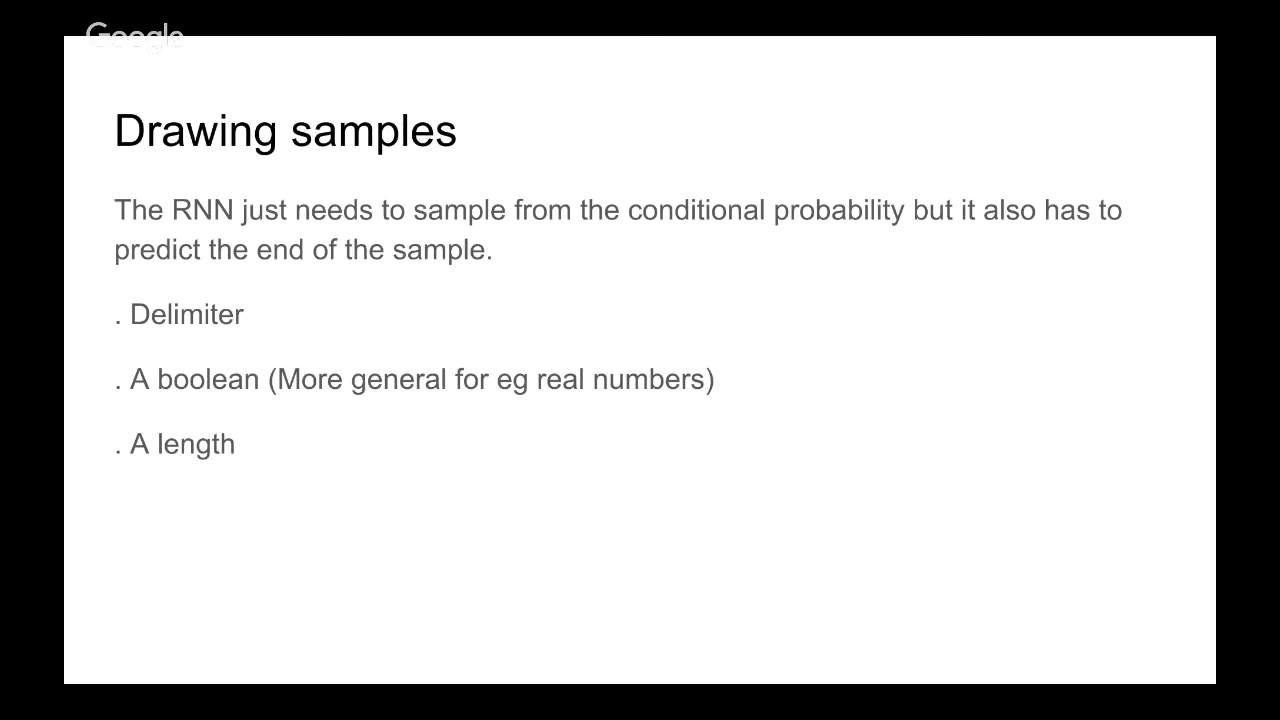 Google
Drawing samples
The RNN just needs to sample from the conditional probability but it also has to
predict the end of the sample.
. Delimiter
. A boolean (More general for eg real numbers)
. A length